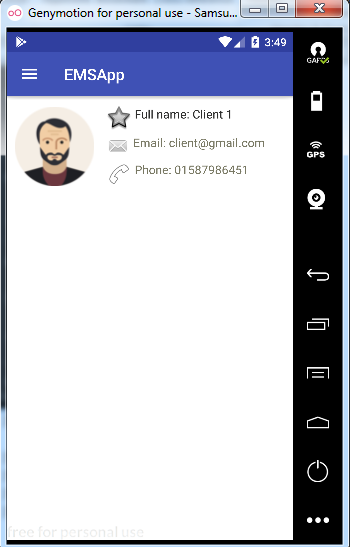 Genymotion for personal use - Samsu...
3:49
EMSApp
Full name: Client 1
Email: client@gmail.com
Phone: 01587986451
GAPPS
GPS
free for personal use